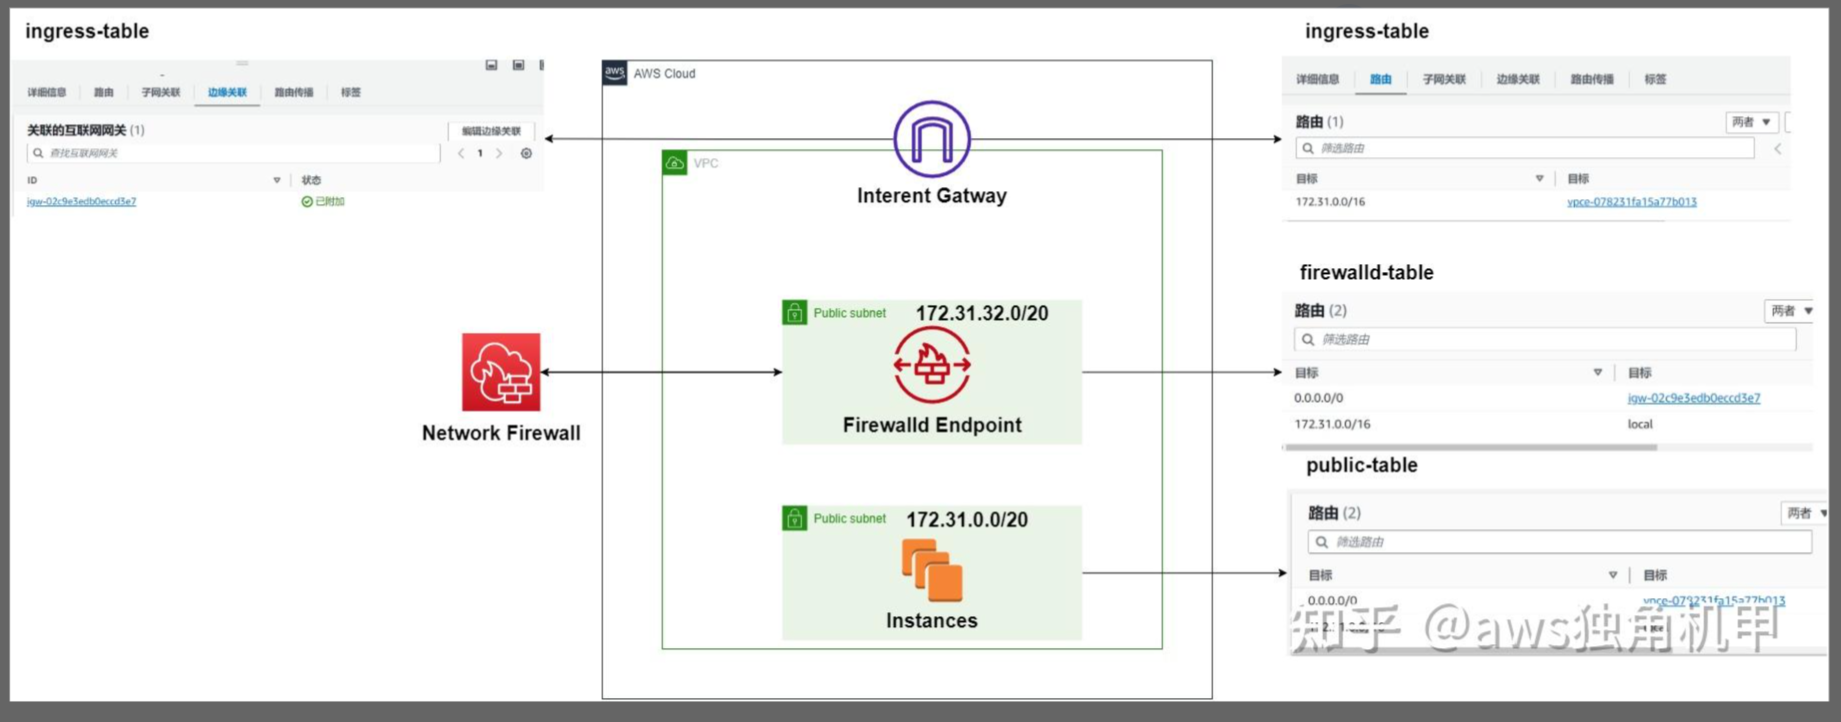 ingress-table
详细信息 路由 子网关联 边缘关联 路由传播 标签
关联的互联网网关 (1)
编辑边缘关联
查找互联网网关
1
ID 状态
igw-02c9e3edb0eccd3e7 已附加
aws AWS Cloud
VPC
Interent Gatway
Network Firewall
Public subnet 172.31.32.0/20
Firewalld Endpoint
Public subnet 172.31.0.0/20
Instances
ingress-table
详细信息 路由 子网关联 边缘关联 路由传播 标签
路由 (1)
两者
筛选路由
目标 目标
172.31.0.0/16 vpce-078231fa15a77b013
firewalld-table
路由 (2)
两者
筛选路由
目标 目标
0.0.0.0/0 igw-02c9e3edb0eccd3e7
172.31.0.0/16 local
public-table
路由 (2)
两者
筛选路由
目标 目标
0.0.0.0/0 vpce-078231fa15a77b013
知乎 @aws独角机甲